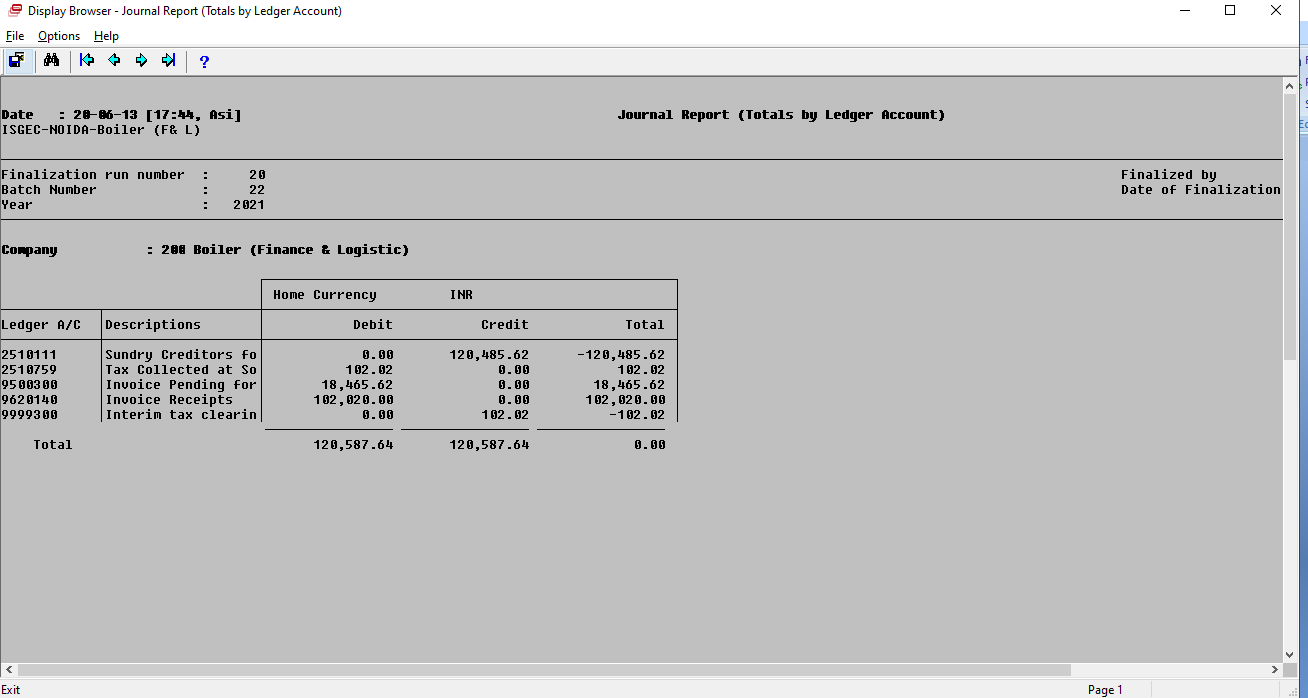 Display Browser - Journal Report (Totals by Ledger Account)
File Options Help
?
Date : 20-06-13 [17:44, Asi] Journal Report (Totals by Ledger Account)
ISGEC-NOIDA-Boiler (F& L)
Finalization run number : 20 Finalized by
Batch Number : 22 Date of Finalization
Year : 2021
Company : 200 Boiler (Finance & Logistic)
Home Currency INR
Ledger A/C Descriptions Debit Credit Total
2510111 Sundry Creditors fo 0.00 120,485.62 -120,485.62
2510759 Tax Collected at So 102.02 0.00 102.02
9500300 Invoice Pending for 18,465.62 0.00 18,465.62
9620140 Invoice Receipts 102,020.00 0.00 102,020.00
9999300 Interim tax clearin 0.00 102.02 -102.02
Total 120,587.64 120,587.64 0.00
Exit Page 1